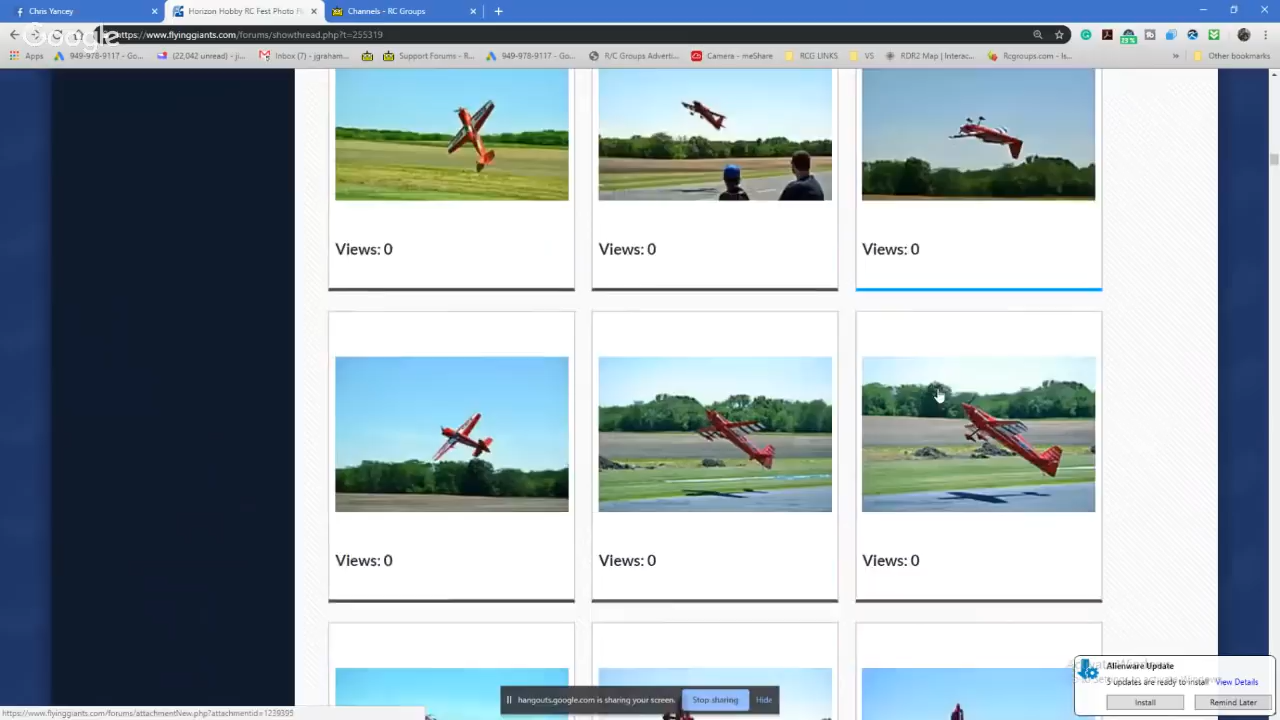 Chris Yancey
Horizon Hobby RC Fest Photo Fl
Channels - RC Groups
Google
https://www.flyinggiants.com/forums/showthread.php?t=255319
Apps
949-978-9117 - Go...
(22,042 unread) - j...
Inbox (7) - jgraham...
Support Forums - R...
949-978-9117 - Go...
R/C Groups Adverti...
Camera - meShare
RCG LINKS
VS
RDR2 Map | Interac...
Rcgroups.com - Is...
Other bookmarks
Views: 0
Views: 0
Views: 0
Views: 0
Views: 0
Views: 0
Alienware Update
5 updates are ready to install
View Details
Install
Remind Later
hangouts.google.com is sharing your screen.
Stop sharing
Hide
https://www.flyinggiants.com/forums/attachmentNew.php?attachmentid=1239395